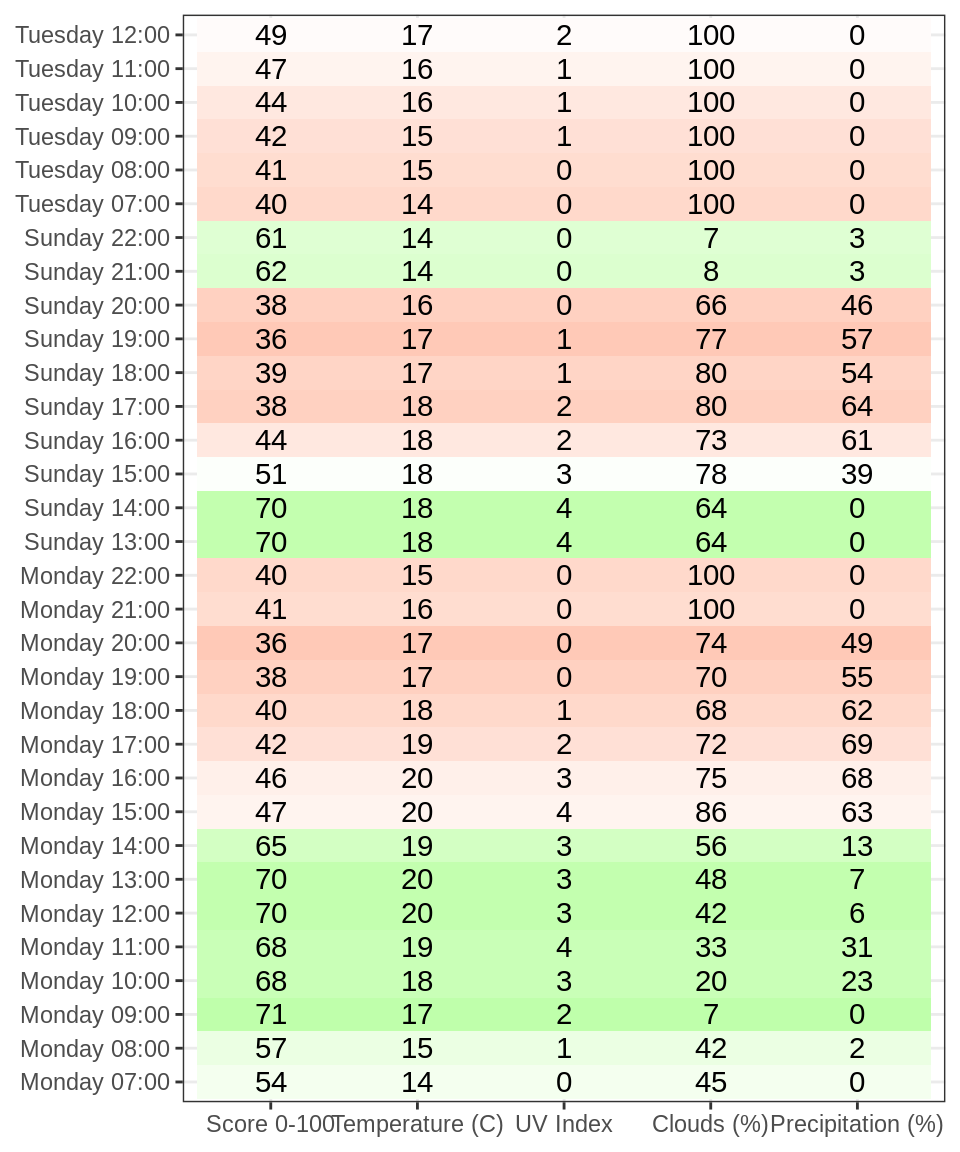 Tuesday 12:00 49 17 2 100 0
Tuesday 11:00 47 16 1 100 0
Tuesday 10:00 44 16 1 100 0
Tuesday 09:00 42 15 1 100 0
Tuesday 08:00 41 15 0 100 0
Tuesday 07:00 40 14 0 100 0
Sunday 22:00 61 14 0 7 3
Sunday 21:00 62 14 0 8 3
Sunday 20:00 38 16 0 66 46
Sunday 19:00 36 17 1 77 57
Sunday 18:00 39 17 1 80 54
Sunday 17:00 38 18 2 80 64
Sunday 16:00 44 18 2 73 61
Sunday 15:00 51 18 3 78 39
Sunday 14:00 70 18 4 64 0
Sunday 13:00 70 18 4 64 0
Monday 22:00 40 15 0 100 0
Monday 21:00 41 16 0 100 0
Monday 20:00 36 17 0 74 49
Monday 19:00 38 17 0 70 55
Monday 18:00 40 18 1 68 62
Monday 17:00 42 19 2 72 69
Monday 16:00 46 20 3 75 68
Monday 15:00 47 20 4 86 63
Monday 14:00 65 19 3 56 13
Monday 13:00 70 20 3 48 7
Monday 12:00 70 20 3 42 6
Monday 11:00 68 19 4 33 31
Monday 10:00 68 18 3 20 23
Monday 09:00 71 17 2 7 0
Monday 08:00 57 15 1 42 2
Monday 07:00 54 14 0 45 0
Score 0-100 Temperature (C) UV Index Clouds (%) Precipitation (%)